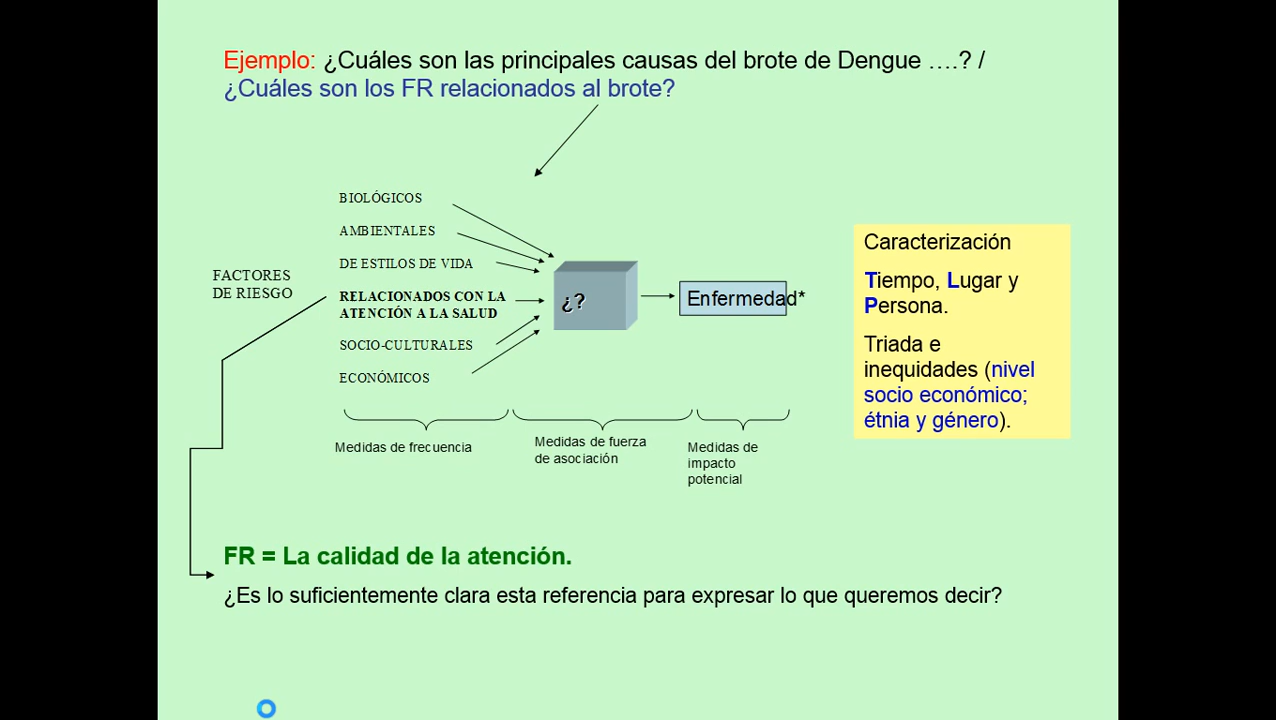 Ejemplo: ¿Cuáles son las principales causas del brote de Dengue ….? /
¿Cuáles son los FR relacionados al brote?
BIOLÓGICOS
AMBIENTALES
DE ESTILOS DE VIDA
FACTORES
DE RIESGO
RELACIONADOS CON LA
ATENCIÓN A LA SALUD
SOCIO-CULTURALES
ECONÓMICOS
¿?
Enfermedad*
Caracterización
Tiempo, Lugar y
Persona.
Triada e
inequidades (nivel
socio económico;
étnia y género).
Medidas de frecuencia
Medidas de fuerza
de asociación
Medidas de
impacto
potencial
FR = La calidad de la atención.
¿Es lo suficientemente clara esta referencia para expresar lo que queremos decir?